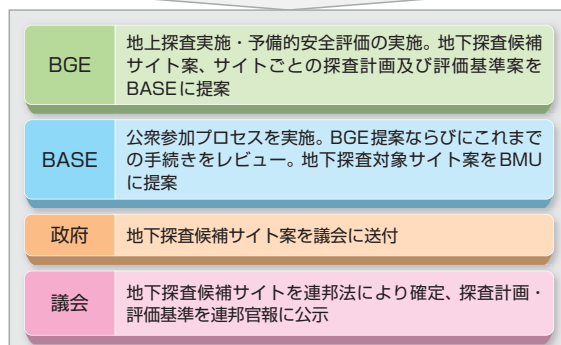 BGE
地上探査実施・予備的安全評価の実施。地下探査候補
サイト案、サイトごとの探査計画及び評価基準案を
BASEに提案
BASE
公衆参加プロセスを実施。BGE提案ならびにこれまで
の手続きをレビュー。地下探査対象サイト案をBMU
に提案
政府
地下探査候補サイト案を議会に送付
議会
地下探査候補サイトを連邦法により確定、探査計画・
評価基準を連邦官報に公示